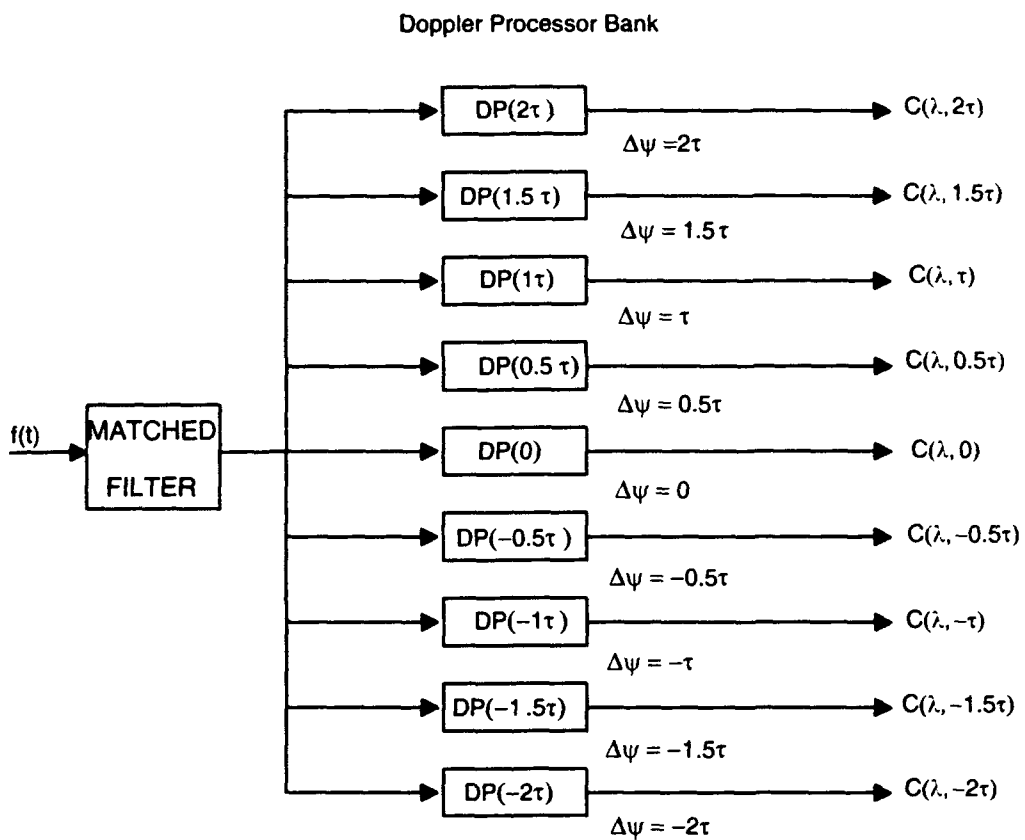 Doppler Processor Bank
DP(2τ)
C(λ, 2τ)
Δψ =2τ
DP(1.5 τ)
C(λ, 1.5τ)
Δψ = 1.5τ
DP(1τ)
C(λ, τ)
Δψ = τ
DP(0.5 τ)
C(λ, 0.5τ)
Δψ = 0.5τ
f(t)
MATCHED
FILTER
DP(0)
C(λ, 0)
Δψ = 0
DP(−0.5τ)
C(λ, −0.5τ)
Δψ = −0.5τ
DP(−1τ)
C(λ, −τ)
Δψ = −τ
DP(−1.5τ)
C(λ, −1.5τ)
Δψ = −1.5τ
DP(−2τ)
C(λ, −2τ)
Δψ = −2τ